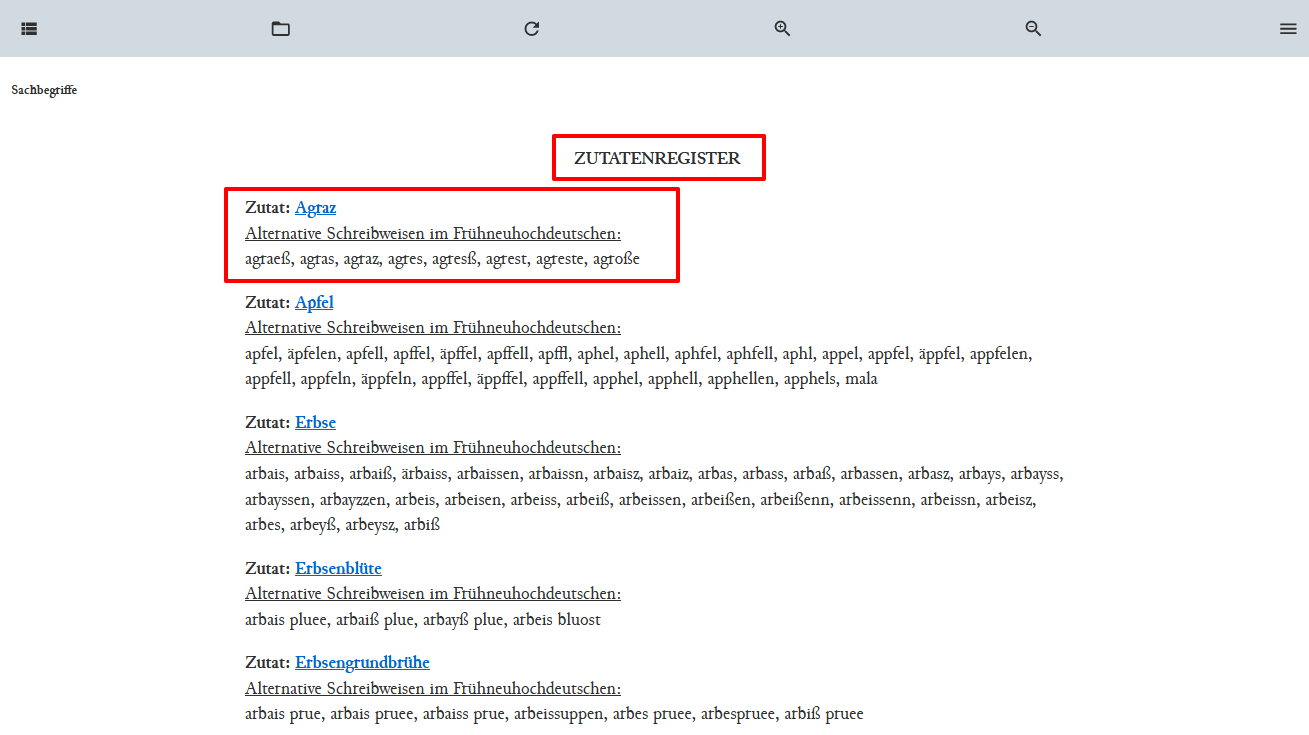 Sachbegriffe
ZUTATENREGISTER
Zutat: Agraz
Alternative Schreibweisen im Frühneuhochdeutschen:
agraeß, agras, agraz, agres, agresß, agrest, agreste, agroße
Zutat: Apfel
Alternative Schreibweisen im Frühneuhochdeutschen:
apfel, äpfelen, apfell, apffel, äpffel, apffell, apffl, aphel, aphell, aphfel, aphfell, aphl, appel, appfel, äppfel, appfelen,
appfell, appfeln, äppfeln, appffel, äppffel, appffell, apphel, apphell, apphellen, apphels, mala
Zutat: Erbse
Alternative Schreibweisen im Frühneuhochdeutschen:
arbais, arbaiss, arbaiß, ärbaiss, arbaissen, arbaissn, arbaisz, arbaiz, arbas, arbass, arbaß, arbassen, arbasz, arbays, arbayss,
arbayssen, arbayzzen, arbeis, arbeisen, arbeiss, arbeiß, arbeissen, arbeißen, arbeißenn, arbeissenn, arbeissn, arbeisz,
arbes, arbeyß, arbeysz, arbiß
Zutat: Erbsenblüte
Alternative Schreibweisen im Frühneuhochdeutschen:
arbais pluee, arbaiß plue, arbayß plue, arbeis bluost
Zutat: Erbsengrundbrühe
Alternative Schreibweisen im Frühneuhochdeutschen:
arbais prue, arbais pruee, arbaiss prue, arbeissuppen, arbes pruee, arbespruee, arbiß pruee